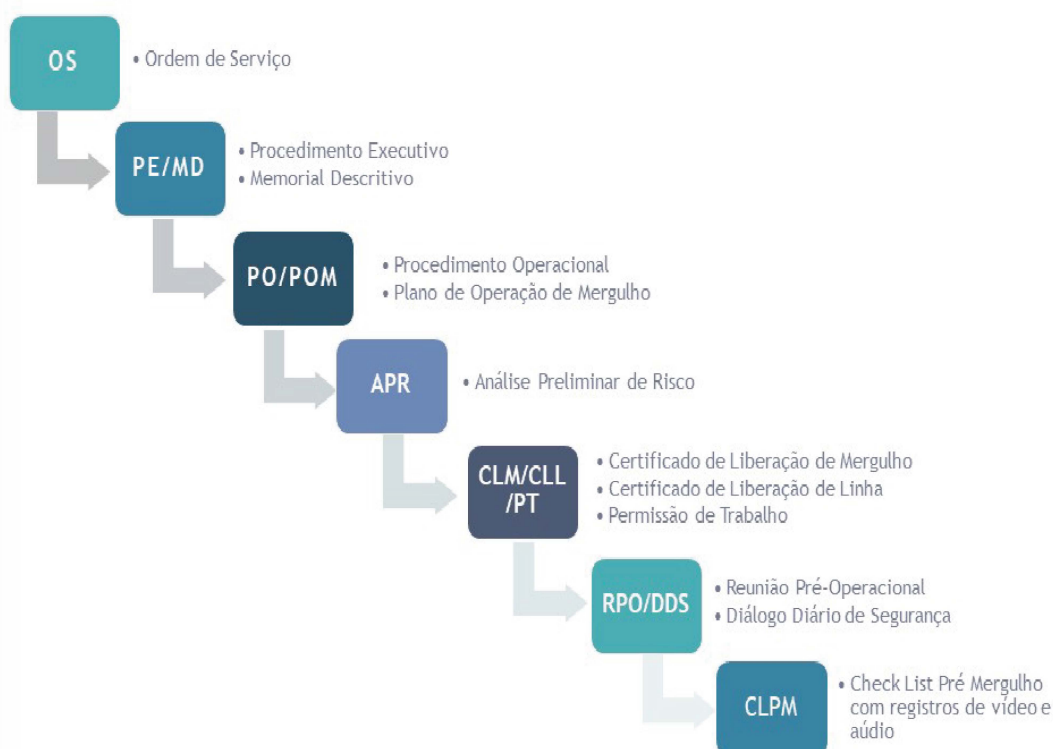 OS
• Ordem de Serviço
PE/MD
• Procedimento Executivo
• Memorial Descritivo
PO/POM
• Procedimento Operacional
• Plano de Operação de Mergulho
APR
• Análise Preliminar de Risco
CLM/CLL
/PT
• Certificado de Liberação de Mergulho
• Certificado de Liberação de Linha
• Permissão de Trabalho
RPO/DDS
• Reunião Pré-Operacional
• Diálogo Diário de Segurança
CLPM
• Check List Pré Mergulho
com registros de vídeo e
aúdio